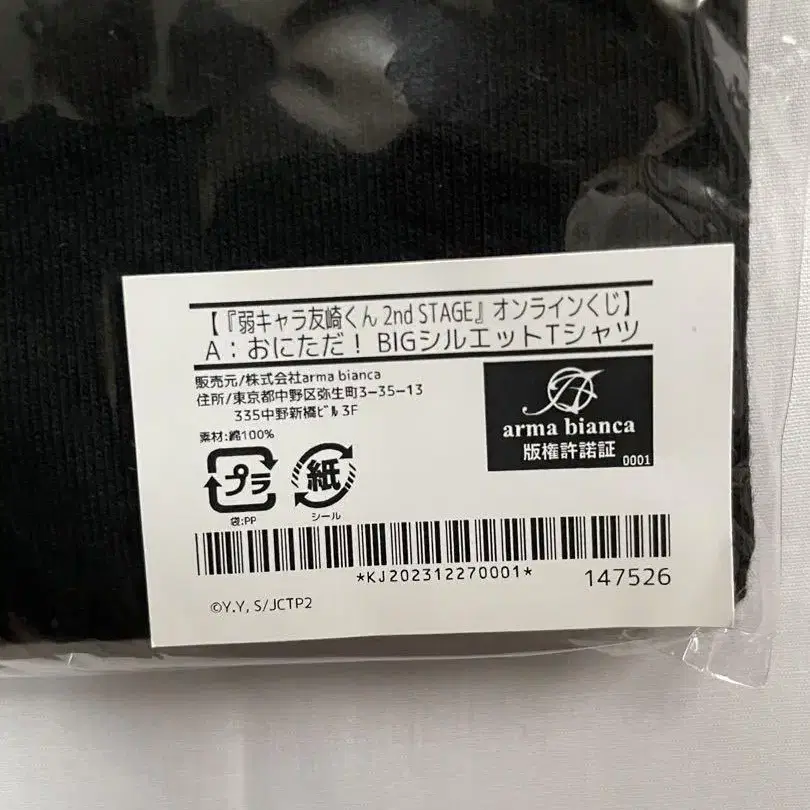 【『弱キャラ友崎くん 2nd STAGE』オンラインくじ】
A：おにただ！ BIGシルエットTシャツ
販売元/株式会社arma bianca
住所/東京都中野区弥生町3-35-13
335中野新橋ﾋﾞﾙ 3F
素材:綿100%
プラ
袋:PP
紙
シール
arma bianca
版権許諾証
0001
*KJ202312270001*
147526
©Y.Y, S/JCTP2